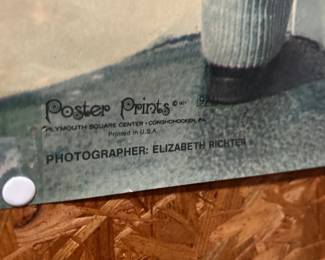 Poster Prints ©
PLYMOUTH SQUARE CENTER • CONSHOHOCKEN, PA.
Printed in U.S.A.
PHOTOGRAPHER: ELIZABETH RICHTER